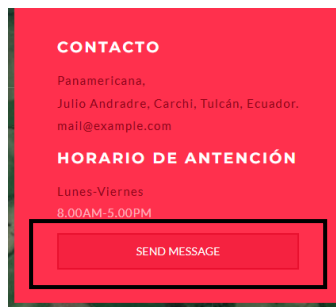 CONTACTO
Panamericana,
Julio Andradre, Carchi, Tulcán, Ecuador.
mail@example.com
HORARIO DE ANTENCIÓN
Lunes-Viernes
8.00AM-5.00PM
SEND MESSAGE